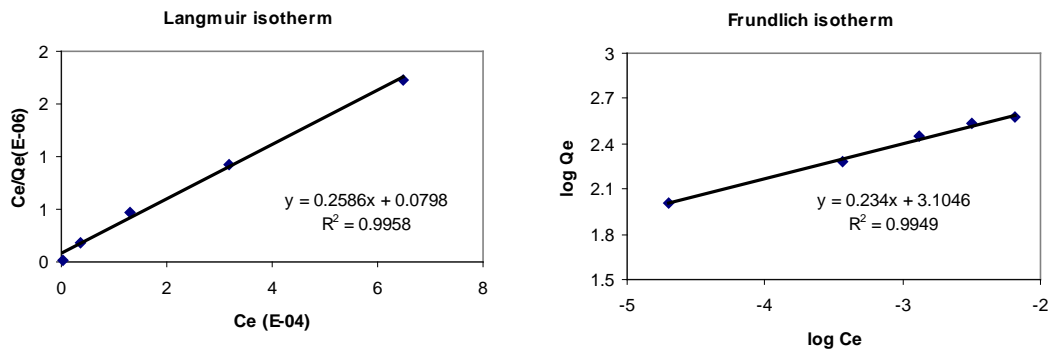 Langmuir isotherm
2
2
1
1
0
0
2
4
6
8
Ce/Qe(E-06)
Ce (E-04)
y = 0.2586x + 0.0798
R² = 0.9958
Frundlich isotherm
3
2.7
2.4
2.1
1.8
1.5
-5
-4
-3
-2
log Qe
log Ce
y = 0.234x + 3.1046
R² = 0.9949